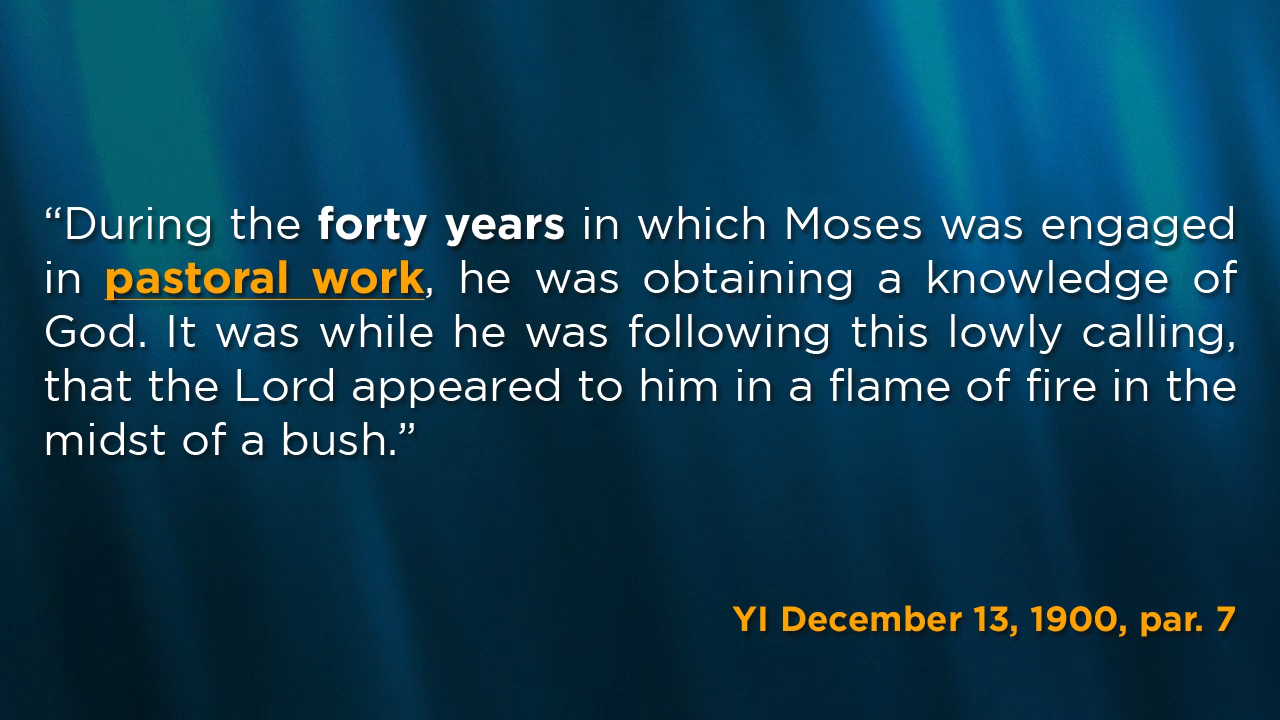 “During the forty years in which Moses was engaged
in pastoral work, he was obtaining a knowledge of
God. It was while he was following this lowly calling,
that the Lord appeared to him in a flame of fire in the
midst of a bush.”
YI December 13, 1900, par. 7